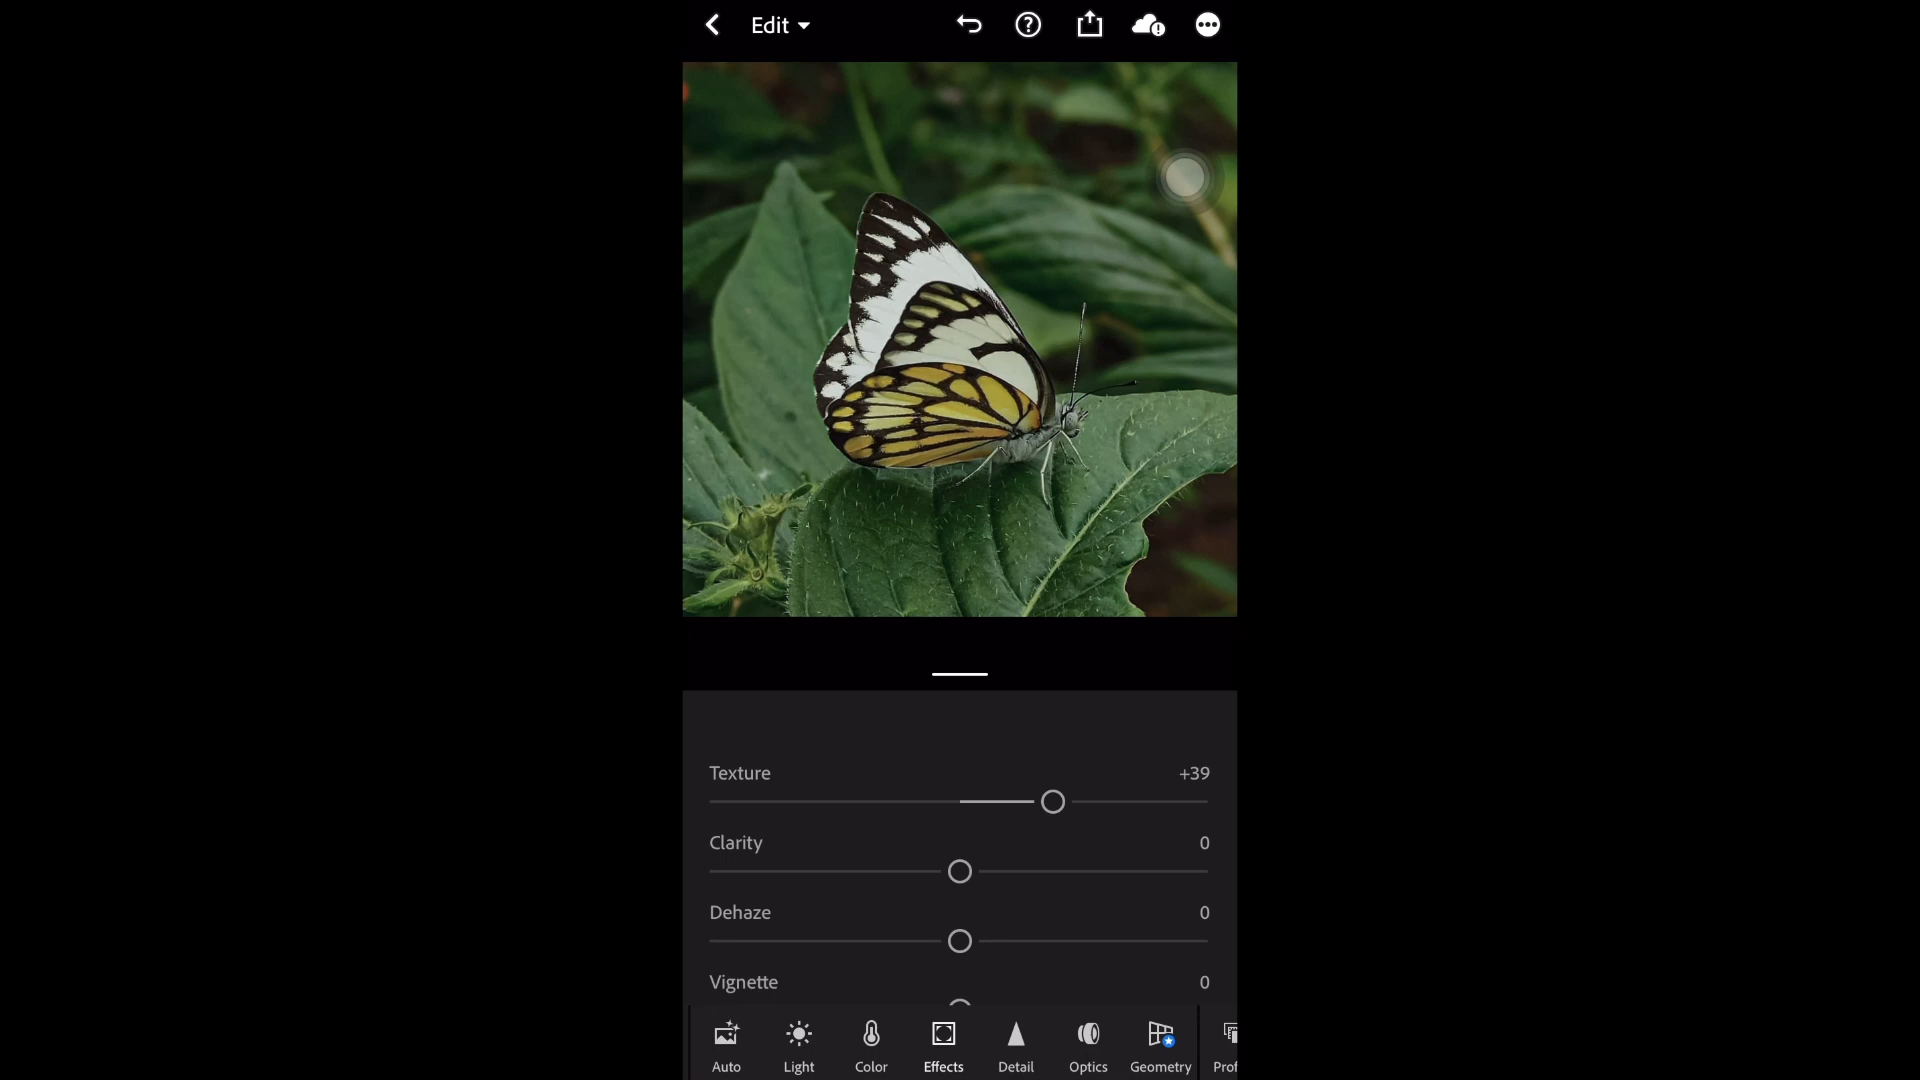 Edit
Texture +39
Clarity 0
Dehaze 0
Vignette 0
Auto Light Color Effects Detail Optics Geometry Prof